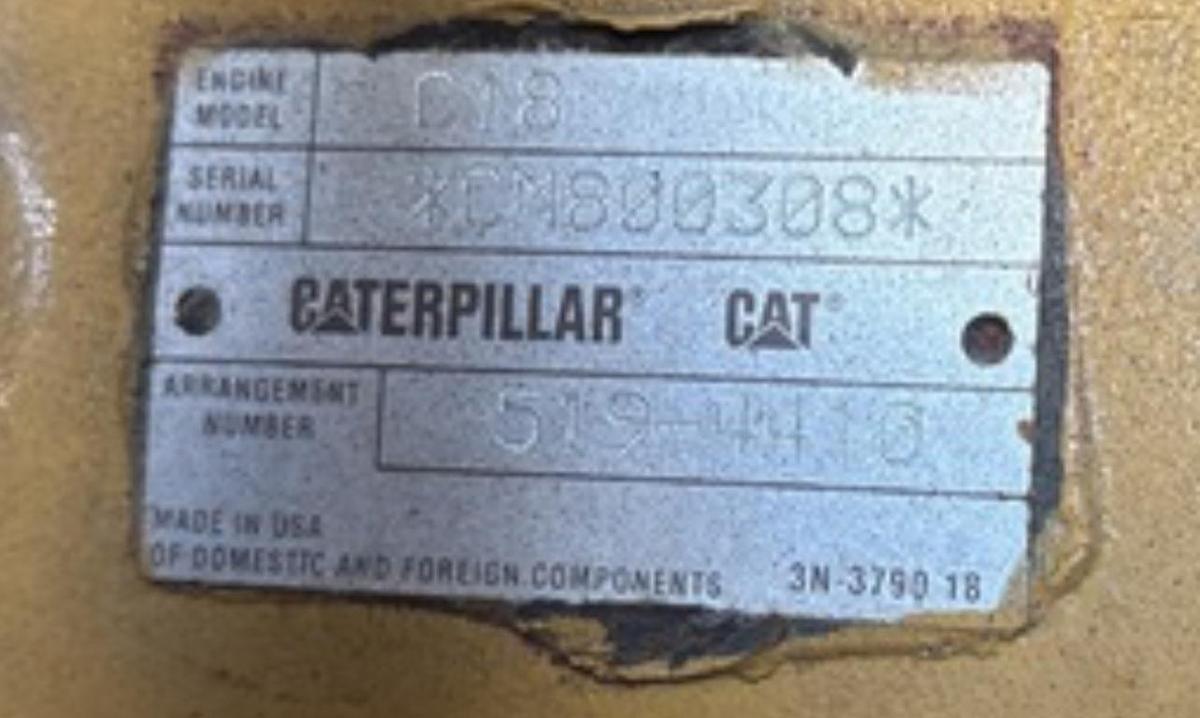 ENGINE MODEL C18
SERIAL NUMBER *CM800308*
CATERPILLAR® CAT®
ARRANGEMENT NUMBER 519-4410
MADE IN USA
OF DOMESTIC AND FOREIGN COMPONENTS 3N-3790 18